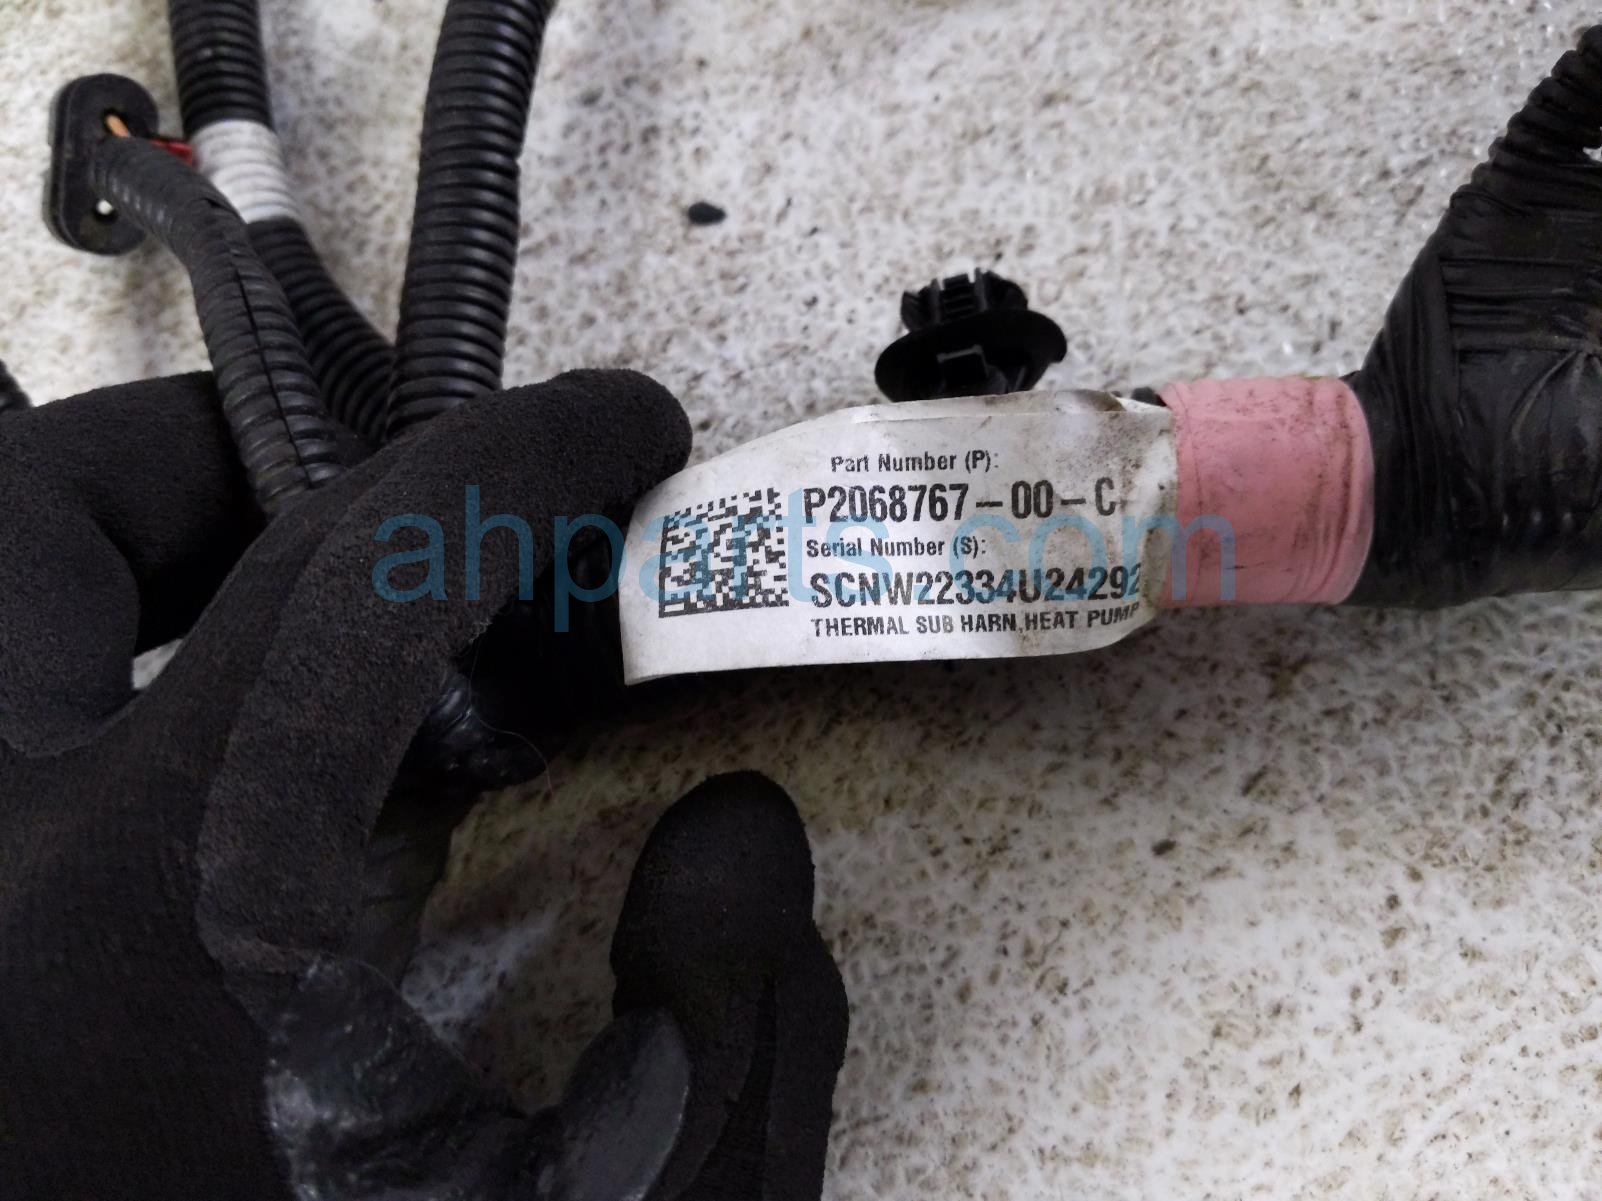 Part Number (P):
P2068767-00-C
Serial Number (S):
SCNW22334U24292
THERMAL SUB HARN,HEAT PUMP
ahparts.com